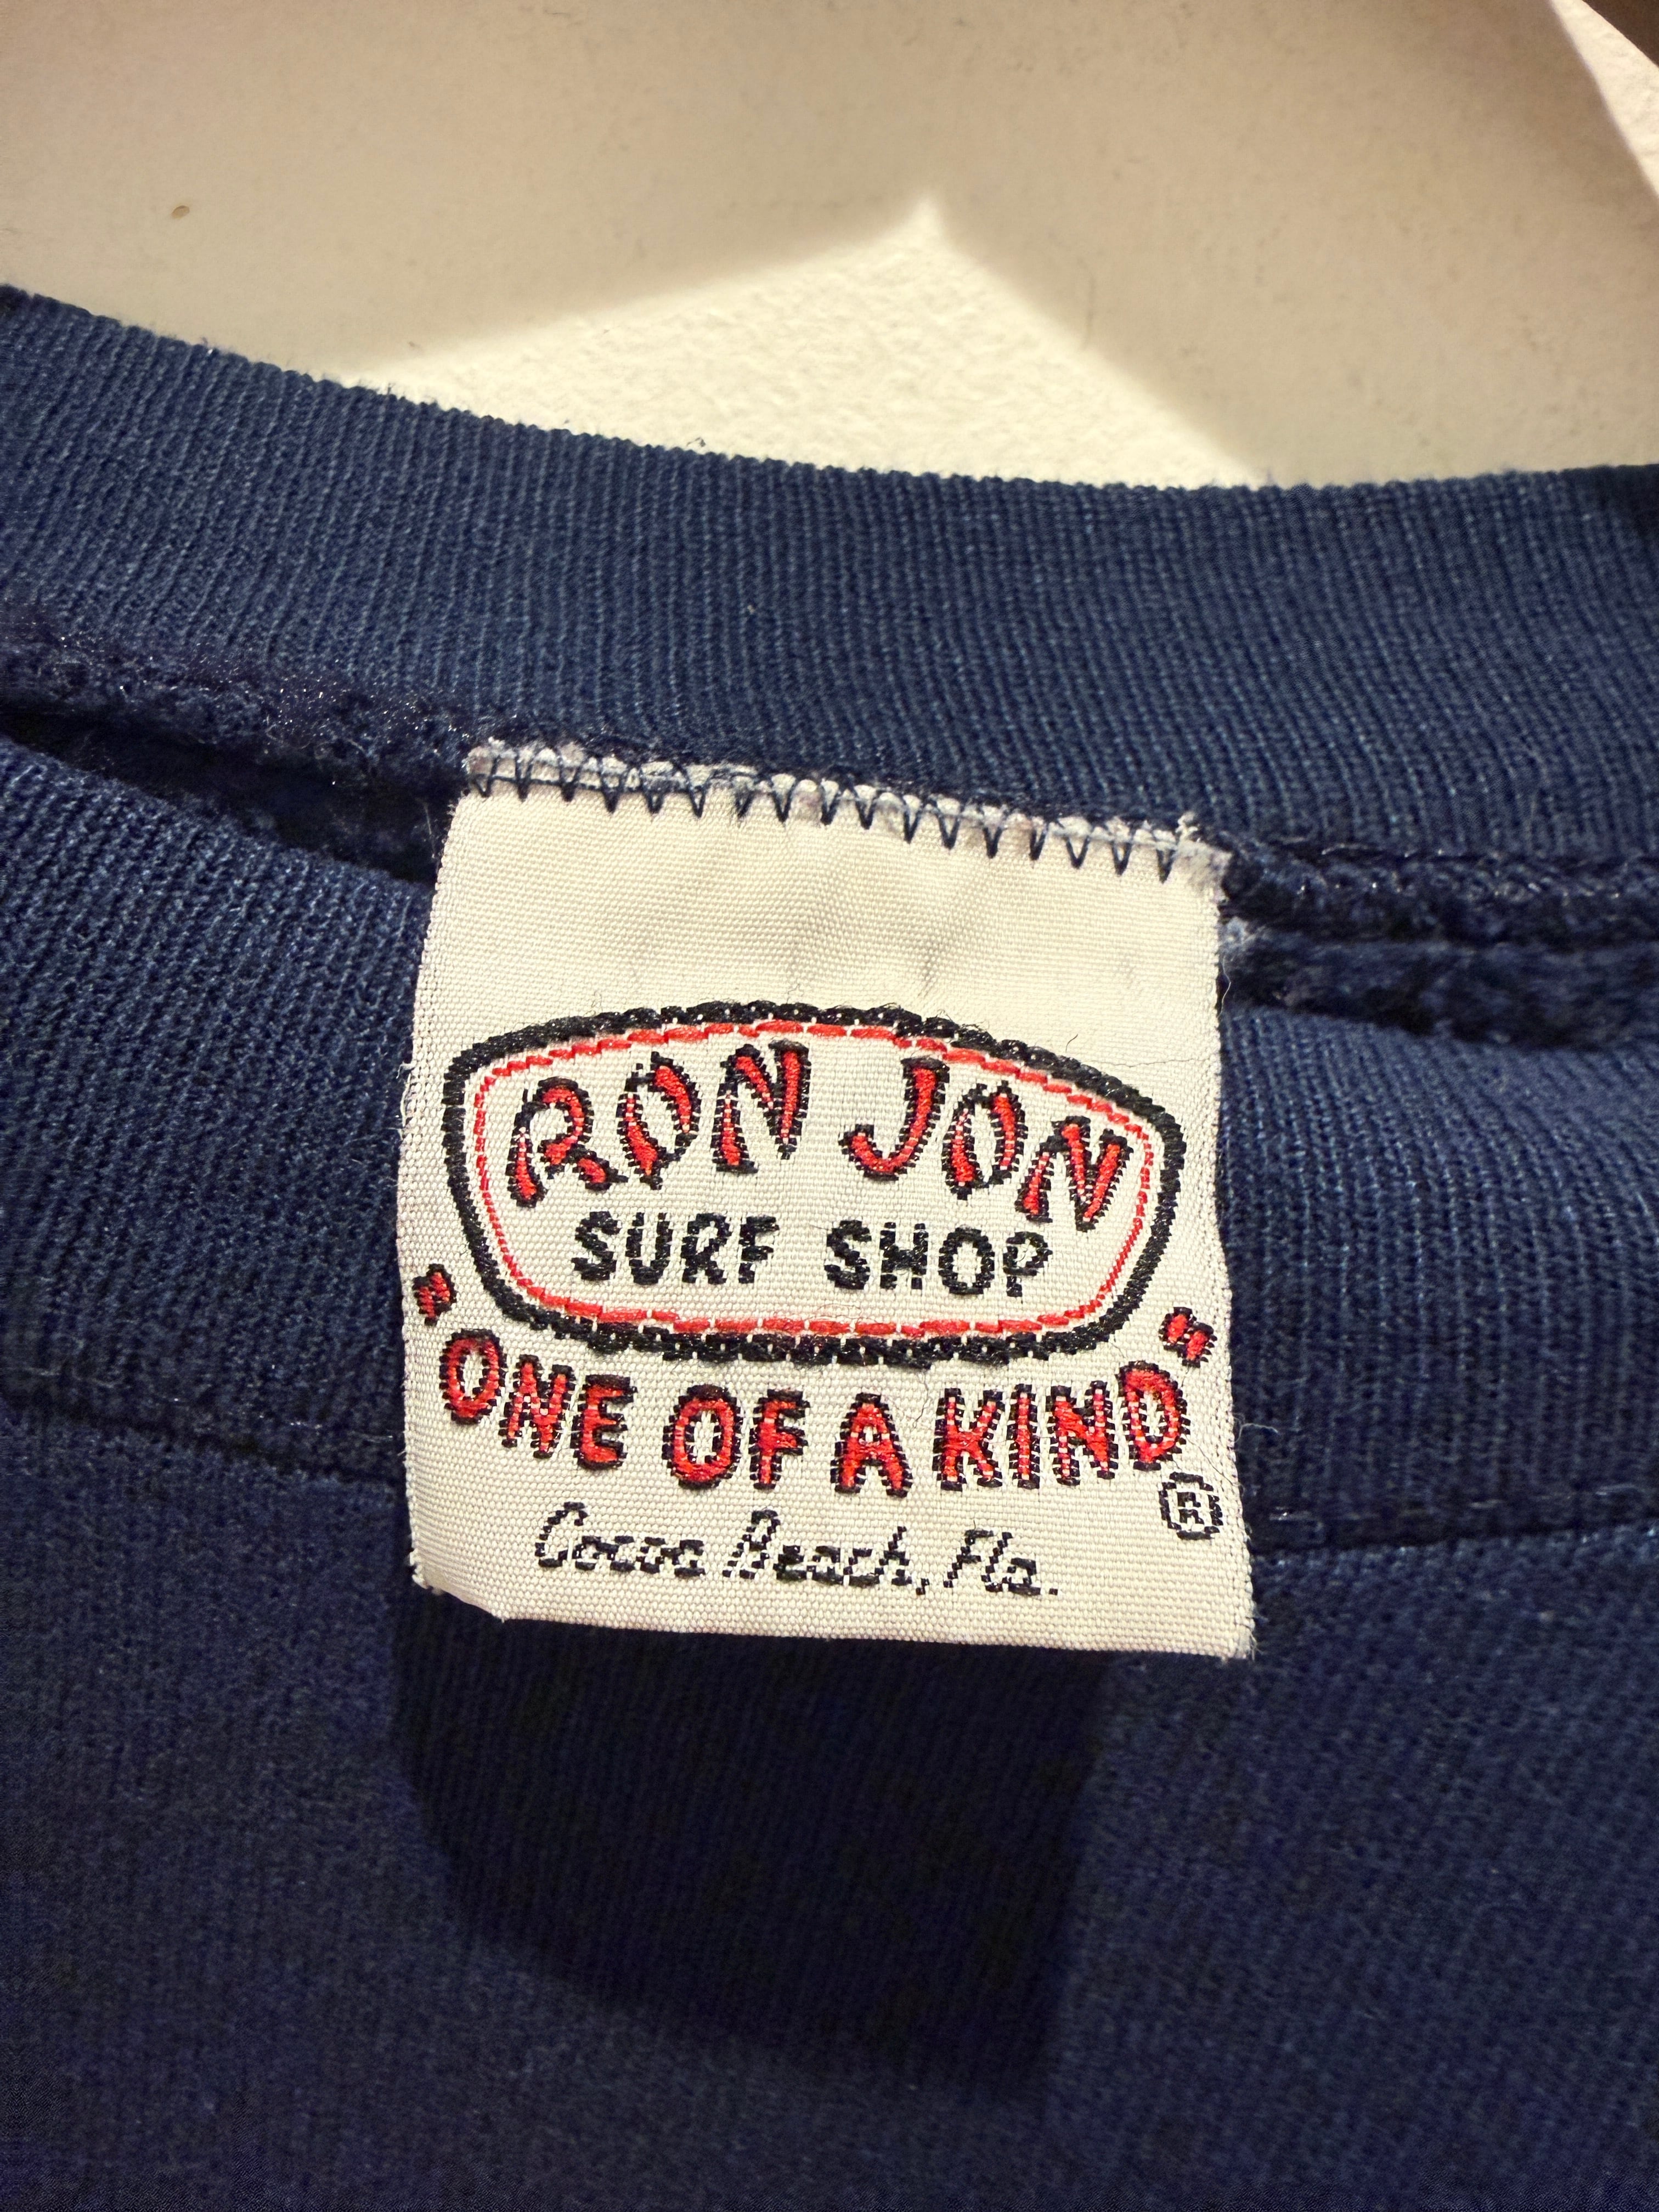 RON JON
SURF SHOP
"ONE OF A KIND"
®
Cocoa Beach, Fla.